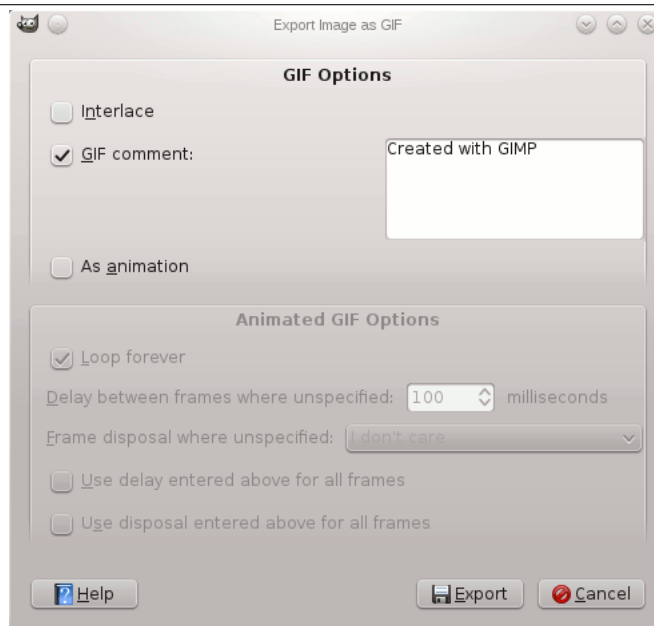 Export Image as GIF
GIF Options
Interlace
GIF comment:
Created with GIMP
As animation
Animated GIF Options
Loop forever
Delay between frames where unspecified: 100 milliseconds
Frame disposal where unspecified: I don't care
Use delay entered above for all frames
Use disposal entered above for all frames
Help
Export
Cancel